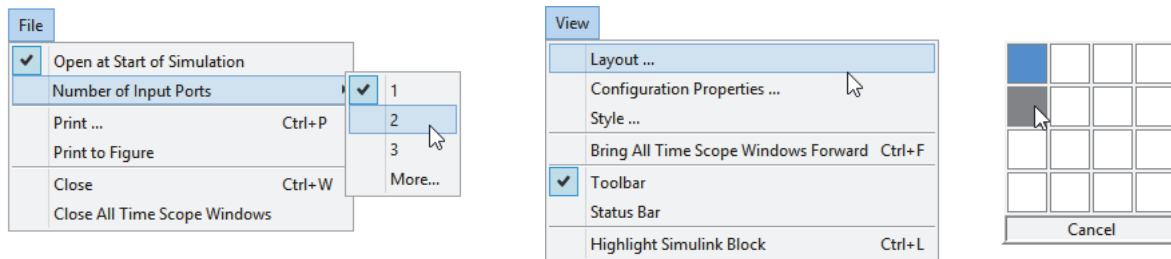 File
Open at Start of Simulation
Number of Input Ports
Print ... Ctrl+P
Print to Figure
Close Ctrl+W
Close All Time Scope Windows
1
2
3
More...
View
Layout ...
Configuration Properties ...
Style ...
Bring All Time Scope Windows Forward Ctrl+F
Toolbar
Status Bar
Highlight Simulink Block Ctrl+L
Cancel